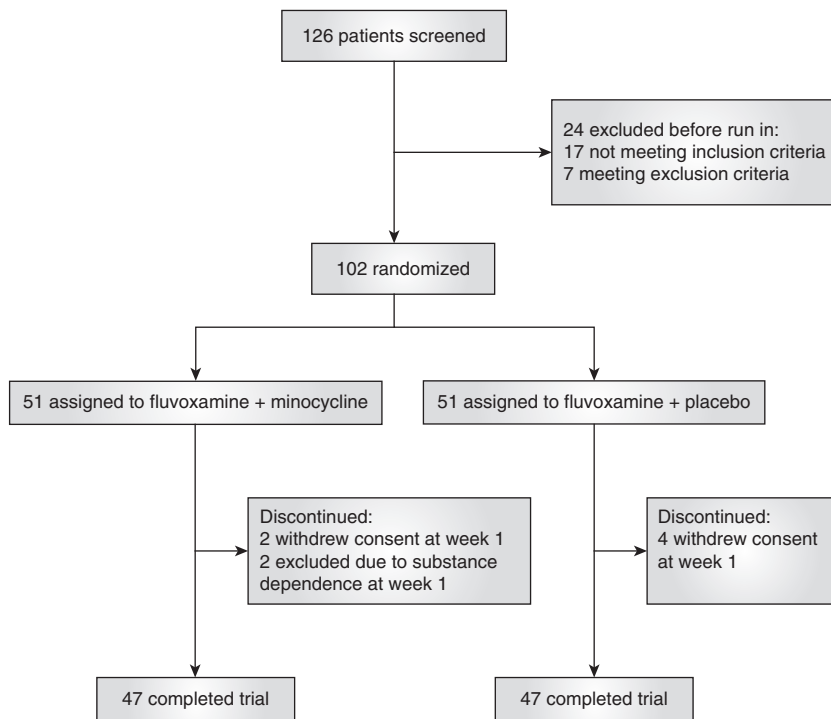 126 patients screened
24 excluded before run in:
17 not meeting inclusion criteria
7 meeting exclusion criteria
102 randomized
51 assigned to fluvoxamine + minocycline
51 assigned to fluvoxamine + placebo
Discontinued:
2 withdrew consent at week 1
2 excluded due to substance
dependence at week 1
Discontinued:
4 withdrew consent
at week 1
47 completed trial
47 completed trial